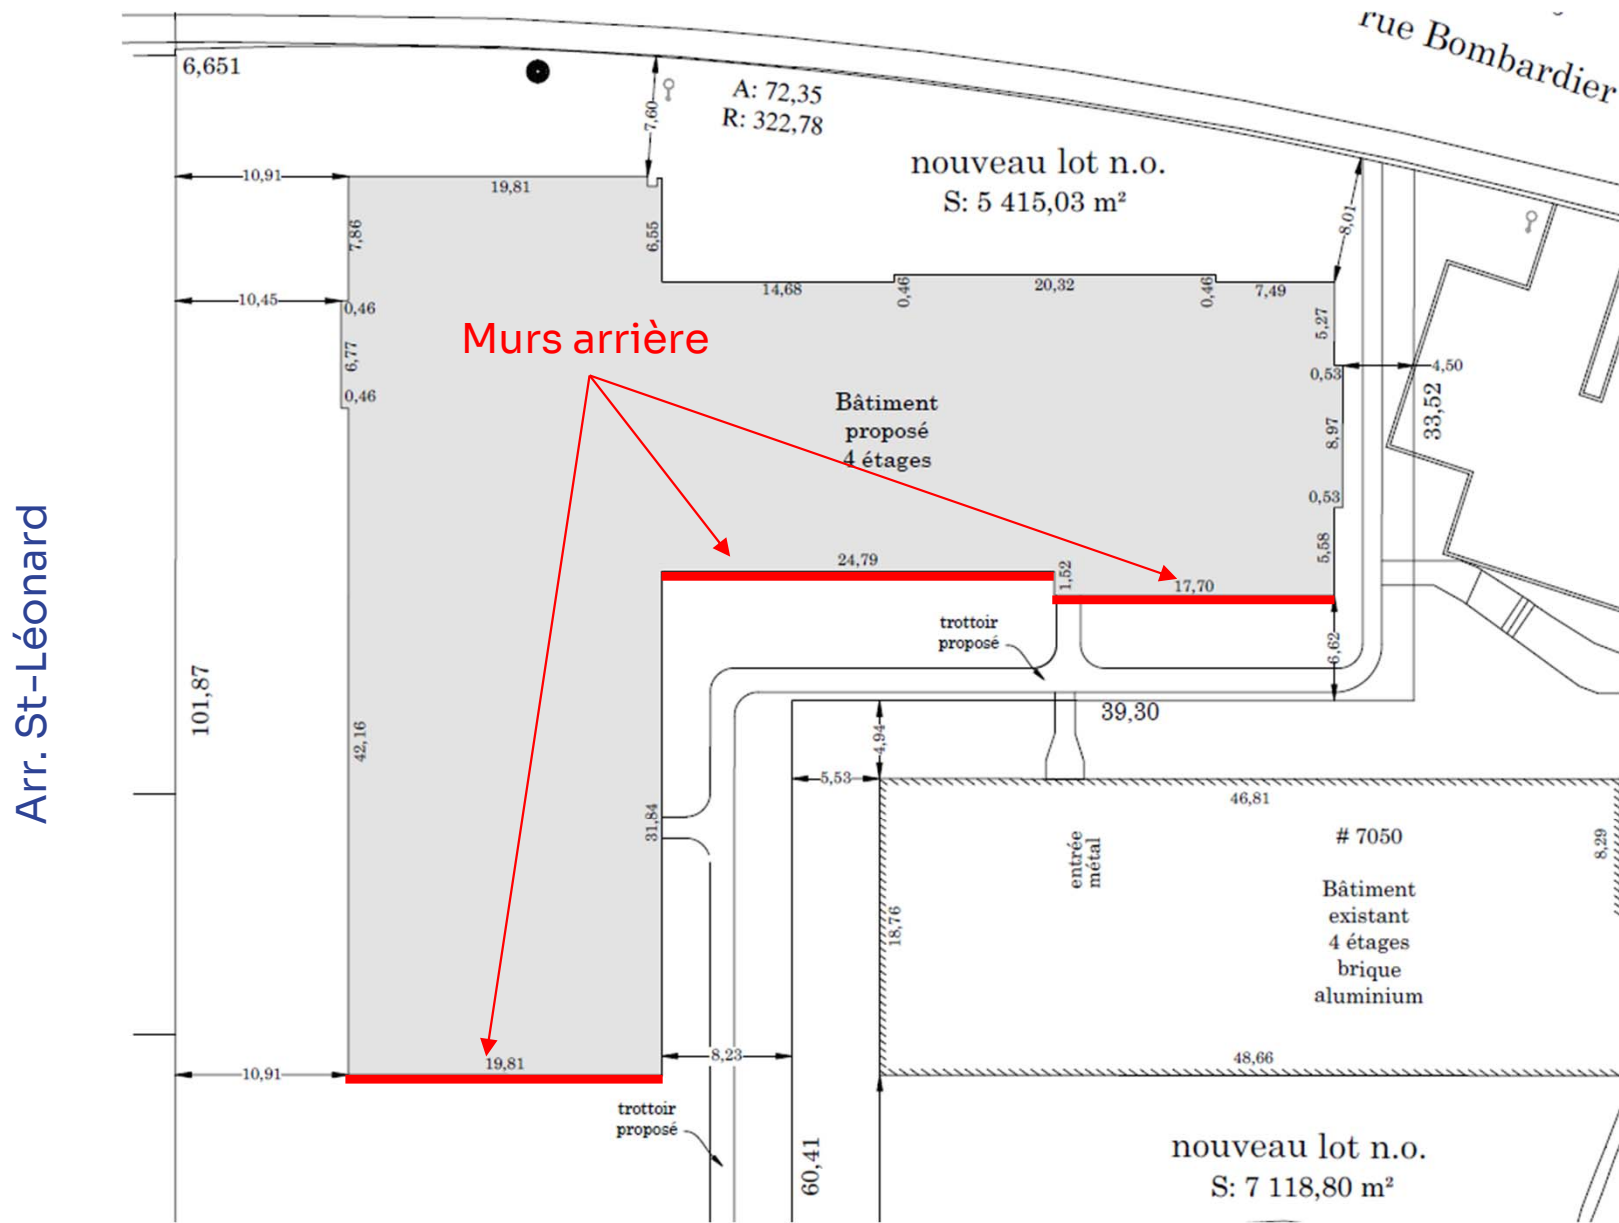 rue Bombardier
6,651
A: 72,35
R: 322,78
7,60
nouveau lot n.o.
S: 5 415,03 m²
10,91
19,81
8,01
7,86
6,55
14,68
0,46
20,32
0,46
7,49
10,45
0,46
6,77
0,46
Murs arrière
5,27
0,53
4,50
33,52
Bâtiment
proposé
4 étages
8,97
0,53
5,58
24,79
1,52
17,70
Arr. St-Léonard
trottoir
proposé
6,62
101,87
42,16
39,30
4,94
5,53
46,81
31,84
# 7050
8,29
entrée
métal
Bâtiment
existant
4 étages
brique
aluminium
18,76
8,23
48,66
19,81
10,91
trottoir
proposé
60,41
nouveau lot n.o.
S: 7 118,80 m²